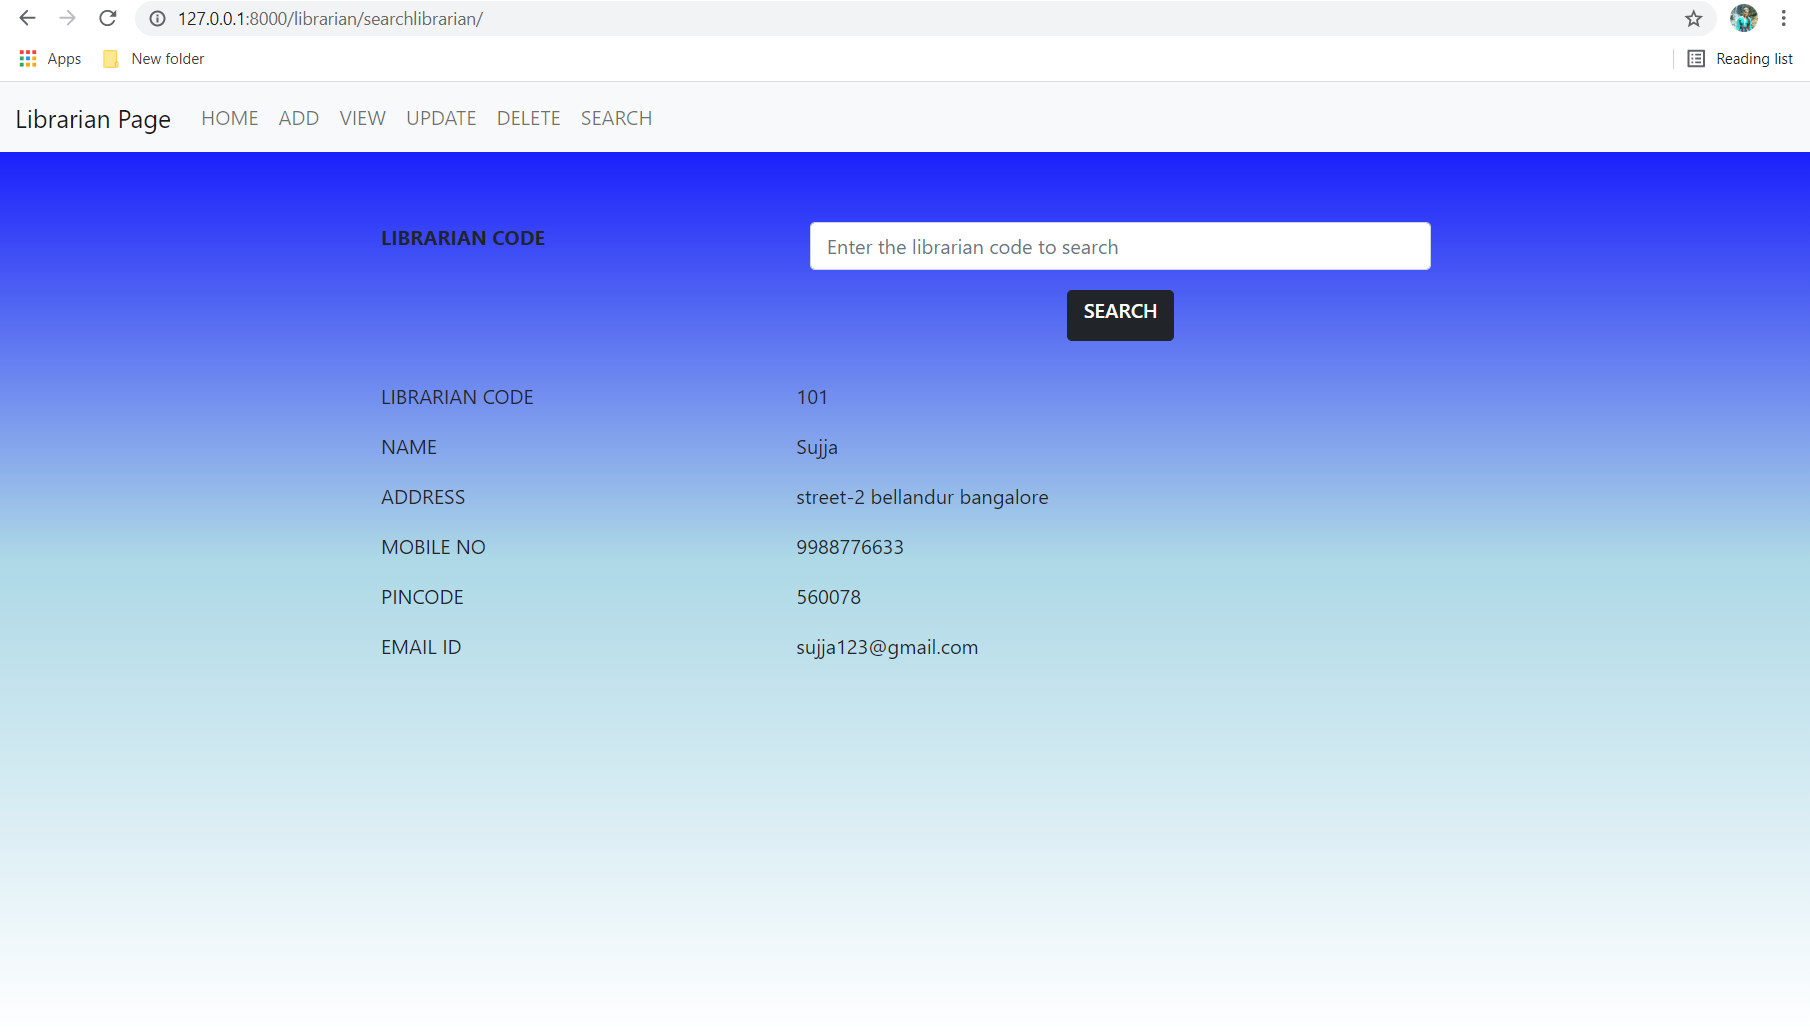 127.0.0.1:8000/librarian/searchlibrarian/
Apps New folder Reading list
Librarian Page HOME ADD VIEW UPDATE DELETE SEARCH
LIBRARIAN CODE Enter the librarian code to search
SEARCH
LIBRARIAN CODE 101
NAME Sujja
ADDRESS street-2 bellandur bangalore
MOBILE NO 9988776633
PINCODE 560078
EMAIL ID sujja123@gmail.com